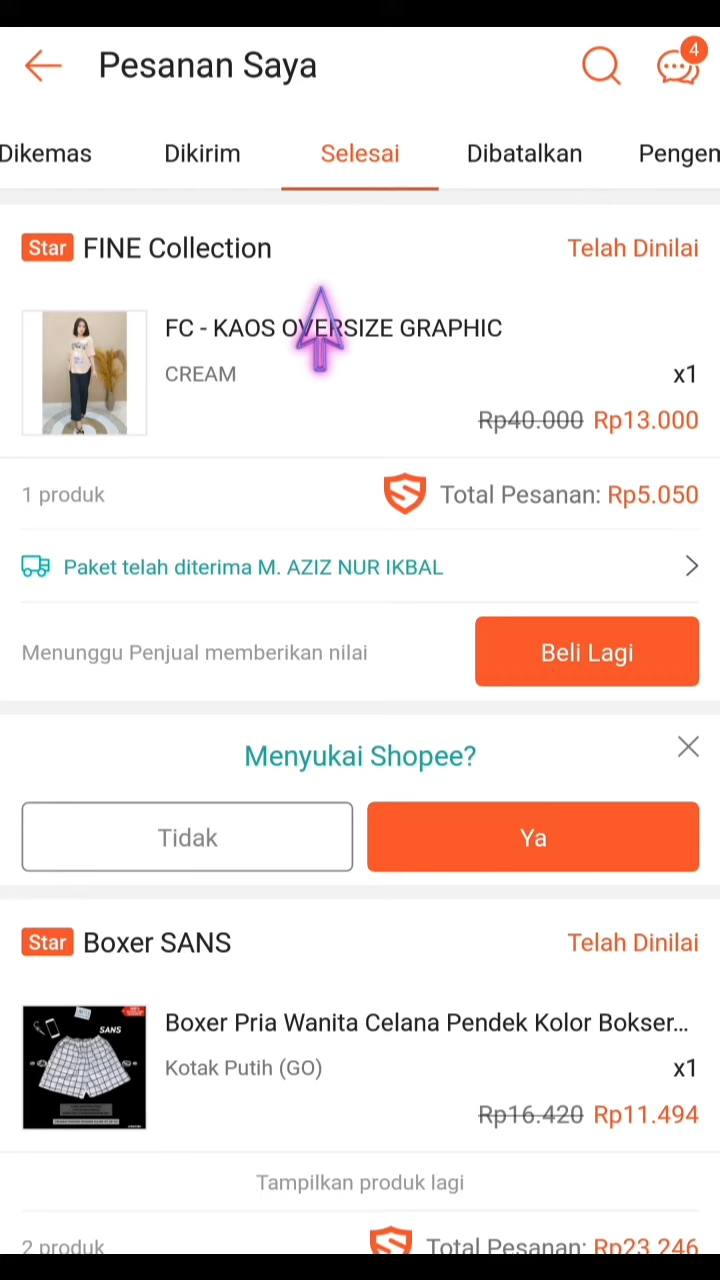 Pesanan Saya
4
Dikemas
Dikirim
Selesai
Dibatalkan
Pengen
Star FINE Collection
Telah Dinilai
FC - KAOS OVERSIZE GRAPHIC
CREAM
x1
Rp40.000 Rp13.000
1 produk
Total Pesanan: Rp5.050
Paket telah diterima M. AZIZ NUR IKBAL
Menunggu Penjual memberikan nilai
Beli Lagi
Menyukai Shopee?
Tidak
Ya
Star Boxer SANS
Telah Dinilai
SANS
Boxer Pria Wanita Celana Pendek Kolor Bokser...
Kotak Putih (GO)
x1
Rp16.420 Rp11.494
Tampilkan produk lagi
2 produk
Total Pesanan: Rp23.246